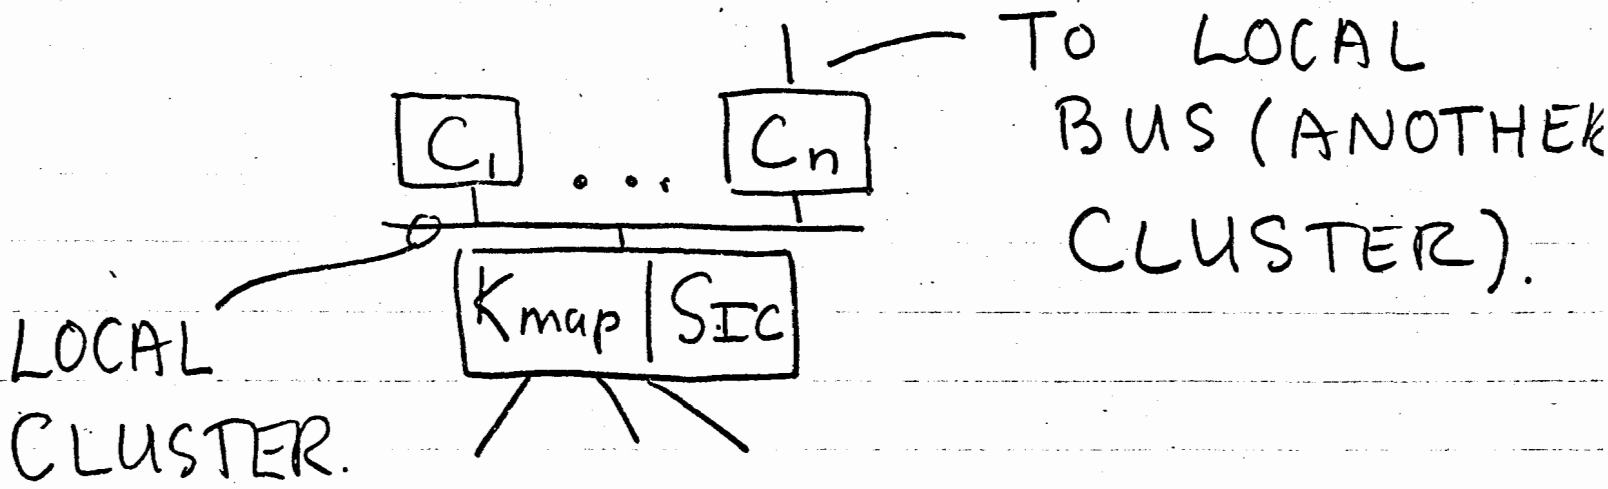 TO LOCAL
BUS (ANOTHER
CLUSTER).
C₁ ... Cₙ
Kmap | SIC
LOCAL
CLUSTER.